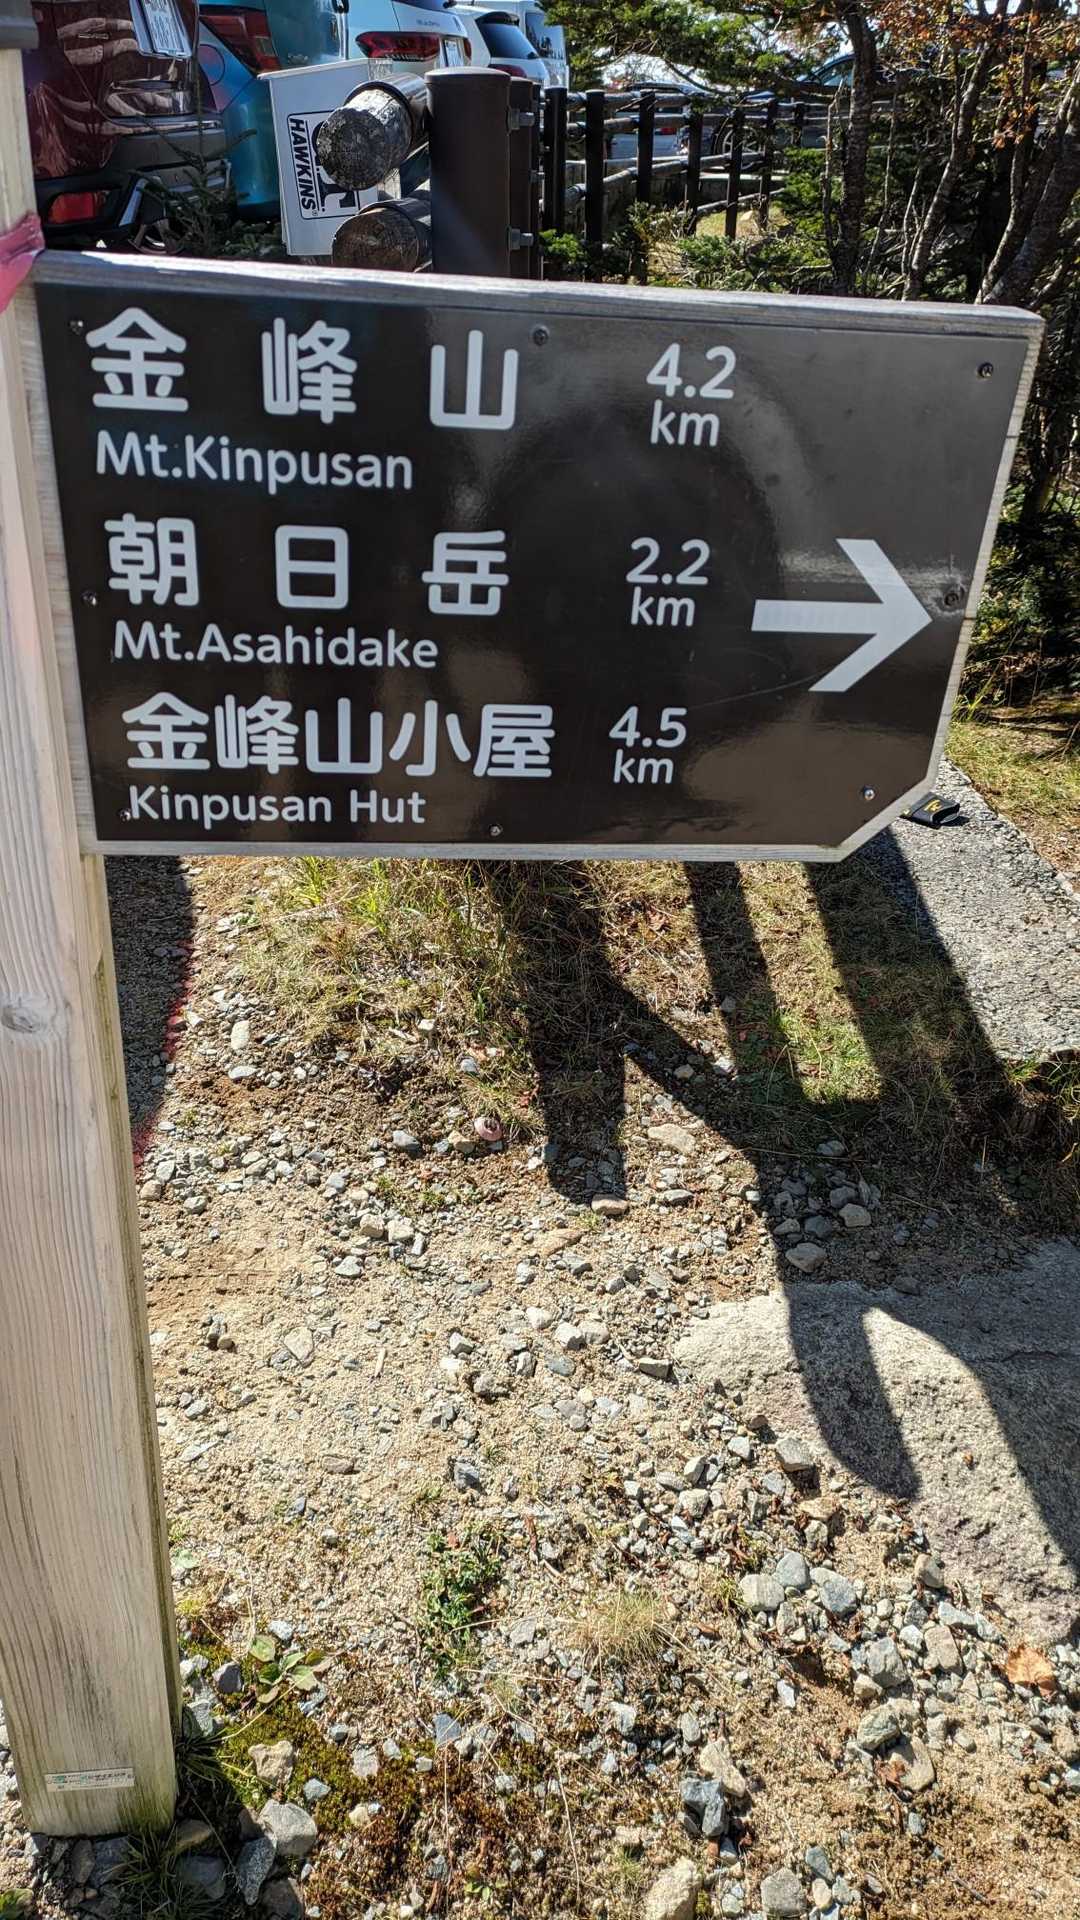 HAWKINS
金峰山 4.2 km
Mt.Kinpusan
朝日岳 2.2 km
Mt.Asahidake
金峰山小屋 4.5 km
Kinpusan Hut